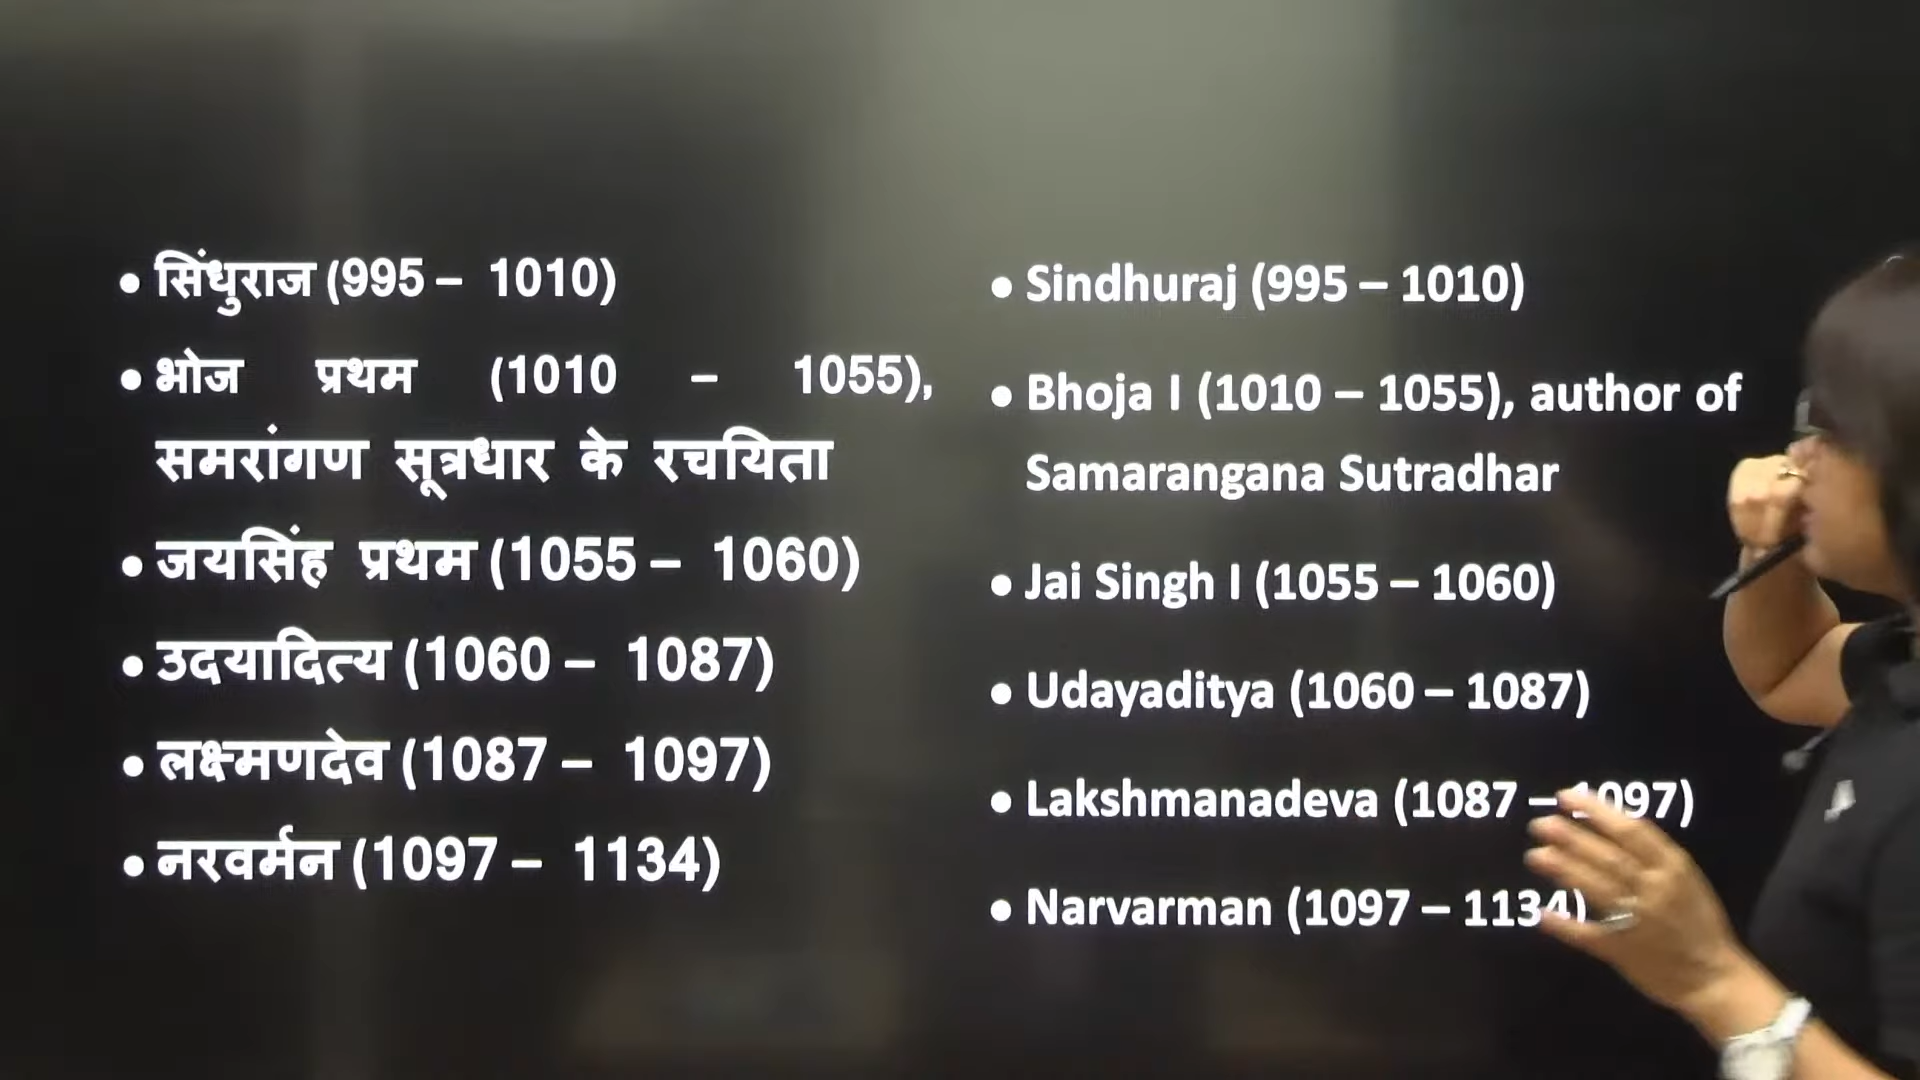 • सिंधुराज (995 – 1010)
• भोज प्रथम (1010 – 1055),
समरांगण सूत्रधार के रचयिता
• जयसिंह प्रथम (1055 – 1060)
• उदयादित्य (1060 – 1087)
• लक्ष्मणदेव (1087 – 1097)
• नरवर्मन (1097 – 1134)
• Sindhuraj (995 – 1010)
• Bhoja I (1010 – 1055), author of
Samarangana Sutradhar
• Jai Singh I (1055 – 1060)
• Udayaditya (1060 – 1087)
• Lakshmanadeva (1087 – 1097)
• Narvarman (1097 – 1134)